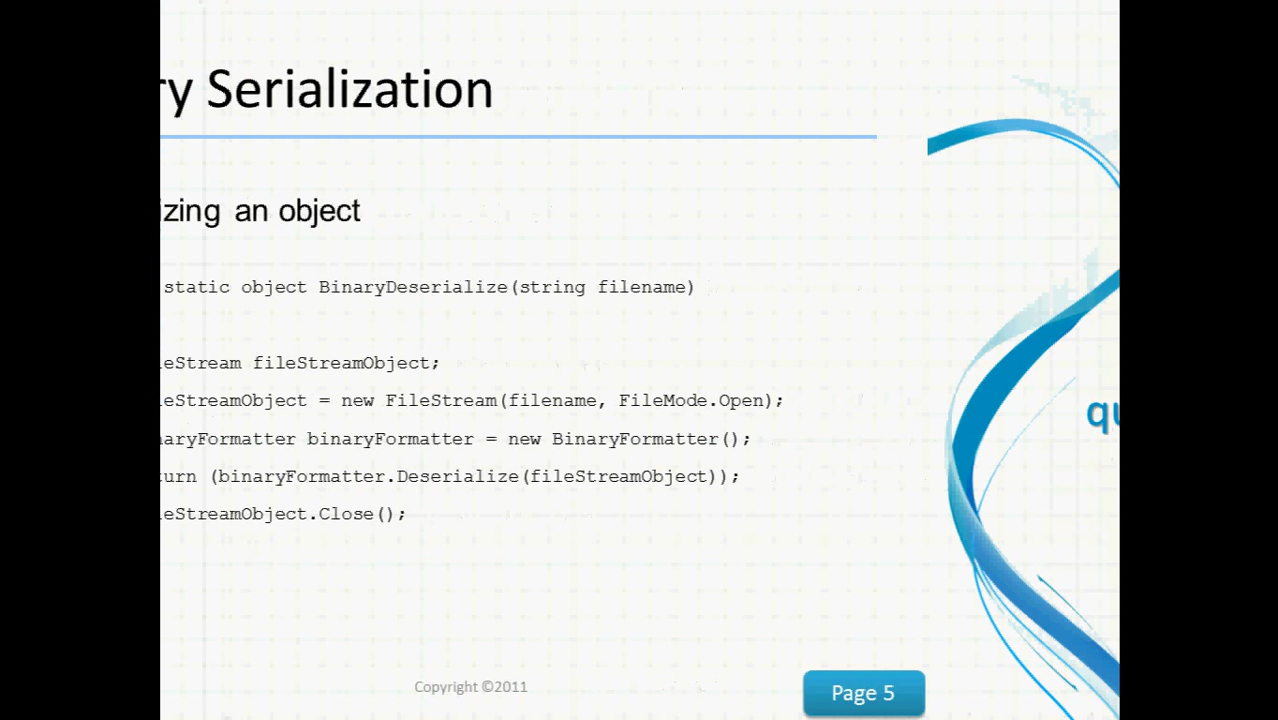 ry Serialization
izing an object
static object BinaryDeserialize(string filename)
eStream fileStreamObject;
eStreamObject = new FileStream(filename, FileMode.Open);
naryFormatter binaryFormatter = new BinaryFormatter();
urn (binaryFormatter.Deserialize(fileStreamObject));
eStreamObject.Close();
qu
Copyright ©2011
Page 5